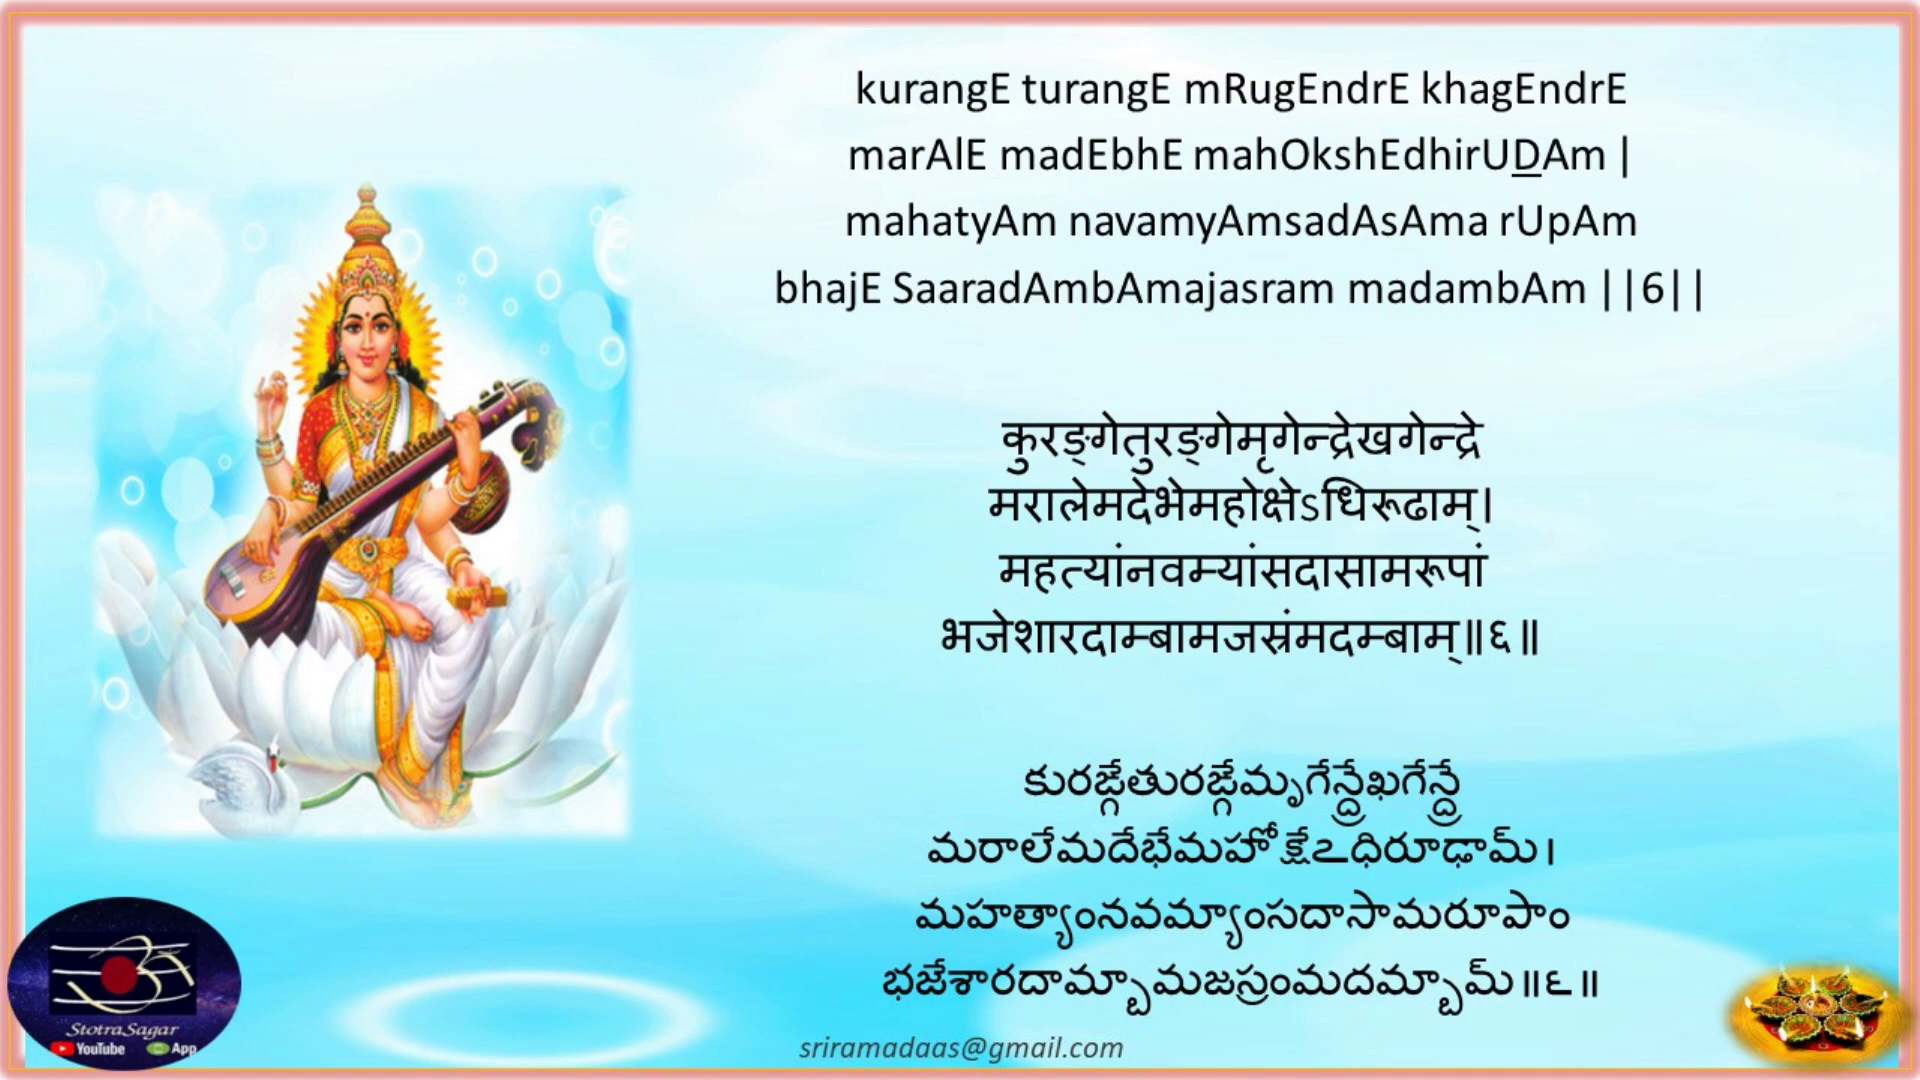 kurangE turangE mRugEndrE khagEndrE
marAlE madEbhE mahOkshEdhirUDAm |
mahatyAm navamyAmsadAsAma rUpAm
bhajE SaaradAmbAmajasram madambAm ||6||
कुरङ्गेतुरङ्गेमृगेन्द्रेखगेन्द्रे
मरालेमदेभेमहोक्षेऽधिरूढाम्।
महत्यांनवम्यांसदासामरूपां
भजेशारदाम्बामजस्रंमदम्बाम्॥६॥
కురఙ్గేతురఙ్గేమృగేన్ద్రేఖగేన్ద్రే
మరాలేమదేభేమహోక్షేఽధిరూఢామ్।
మహత్యాంనవమ్యాంసదాసామరూపాం
భజేశారదామ్బామజస్రంమదమ్బామ్॥౬॥
StotraSagar
YouTube App
sriramadaas@gmail.com